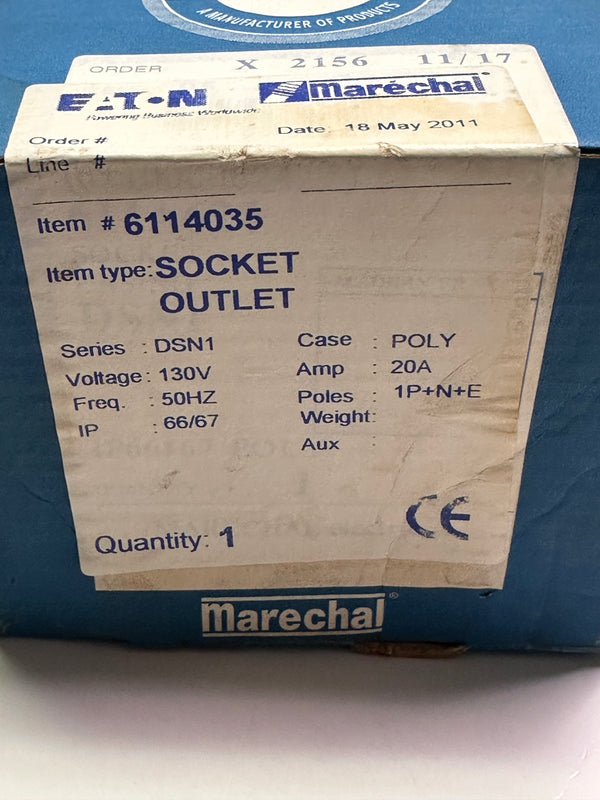 A MANUFACTURER OF PRODUCTS
ORDER X 2156 11/17
EATON
Powering Business Worldwide
maréchal®
Date: 18 May 2011
Order #
Line #
Item # 6114035
Item type: SOCKET
OUTLET
Series : DSN1
Voltage : 130V
Freq. : 50HZ
IP : 66/67
Case : POLY
Amp : 20A
Poles : 1P+N+E
Weight:
Aux :
Quantity: 1
CE
marechal®